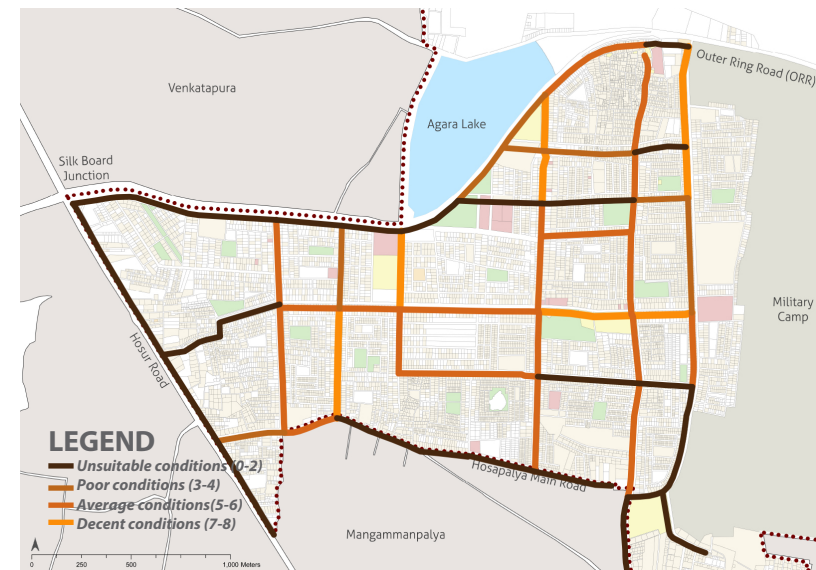 Outer Ring Road (ORR)
Venkatapura
Agara Lake
Silk Board
Junction
Military
Camp
Hosur Road
LEGEND
Unsuitable conditions (0-2)
Poor conditions (3-4)
Average conditions(5-6)
Decent conditions (7-8)
Hosapalya Main Road
Mangammanpalya
0 250 500 1,000 Meters